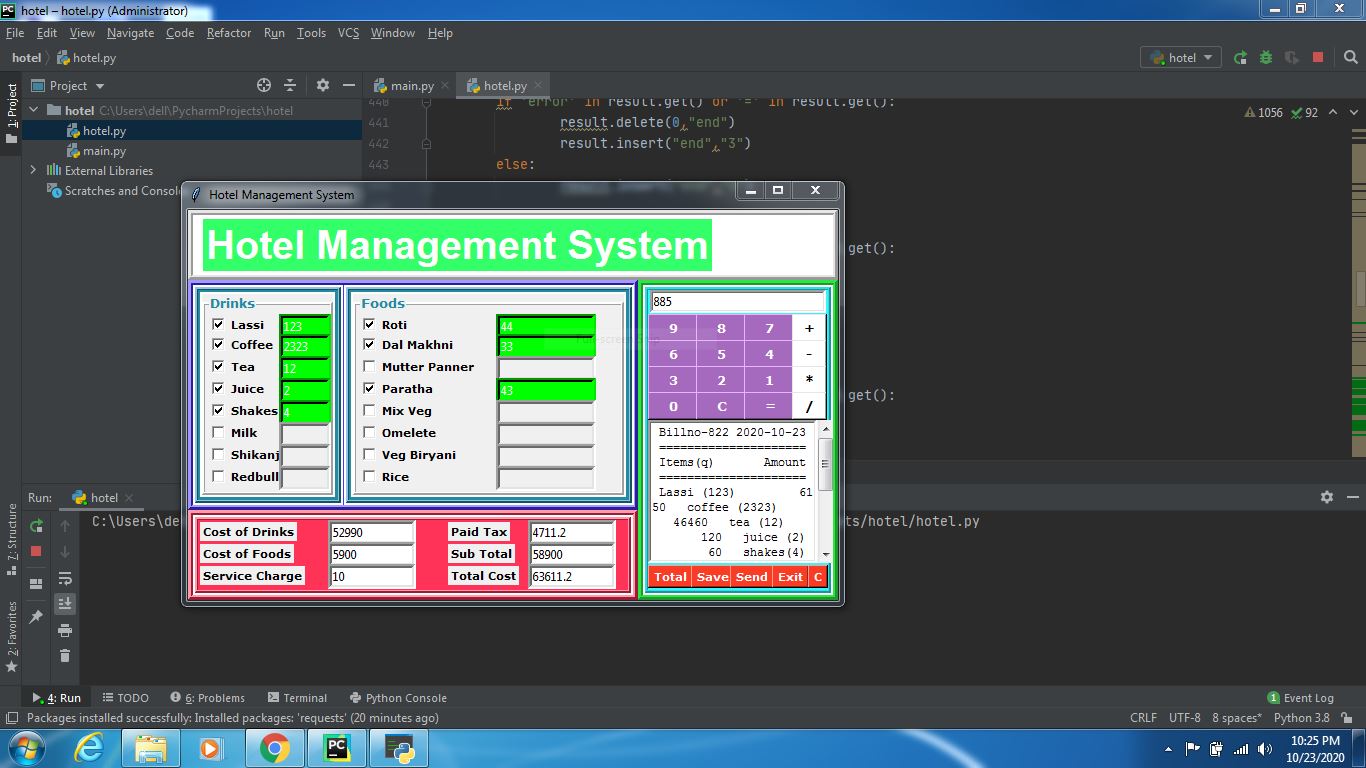 hotel – hotel.py (Administrator)
File Edit View Navigate Code Refactor Run Tools VCS Window Help
hotel hotel.py
hotel
1: Project
Project
main.py
hotel.py
hotel C:\Users\dell\PycharmProjects\hotel
hotel.py
main.py
External Libraries
Scratches and Consol
440 if 'error' in result.get() or '=' in result.get():
441 result.delete(0,"end")
442 result.insert("end","3")
443 else:
1056 92
get():
get():
Hotel Management System
Hotel Management System
Drinks
Lassi 123
Coffee 2323
Tea 12
Juice 2
Shakes 4
Milk
Shikanj
Redbull
Foods
Roti 44
Dal Makhni 33
Mutter Panner
Paratha 43
Mix Veg
Omelete
Veg Biryani
Rice
885
9 8 7 +
6 5 4 -
3 2 1 *
0 C = /
Billno-822 2020-10-23
=====================
Items(q) Amount
=====================
Lassi (123) 61
50 coffee (2323)
46460 tea (12)
120 juice (2)
60 shakes(4)
Total Save Send Exit C
Cost of Drinks 52990 Paid Tax 4711.2
Cost of Foods 5900 Sub Total 58900
Service Charge 10 Total Cost 63611.2
Run: hotel
C:\Users\de
ts/hotel/hotel.py
7: Structure
2: Favorites
4: Run TODO 6: Problems Terminal Python Console
1 Event Log
Packages installed successfully: Installed packages: 'requests' (20 minutes ago)
CRLF UTF-8 8 spaces* Python 3.8
10:25 PM
10/23/2020